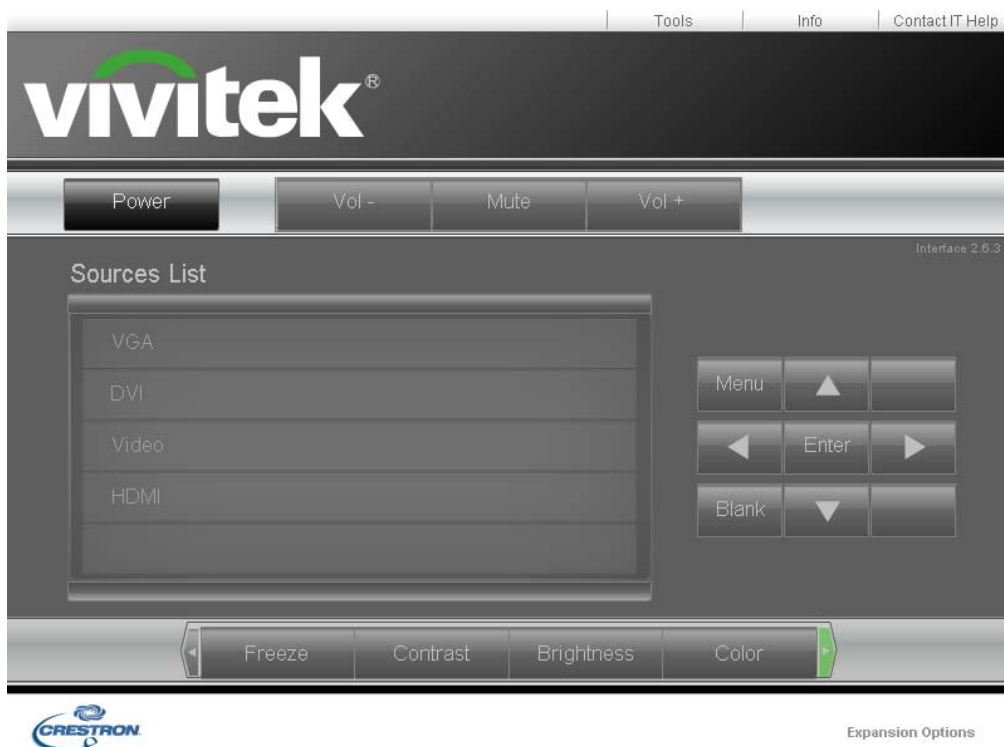 Tools Info Contact IT Help
vivitek®
Power Vol - Mute Vol +
Interface 2.6.3
Sources List
VGA
DVI
Video
HDMI
Menu
Enter
Blank
Freeze Contrast Brightness Color
CRESTRON
Expansion Options